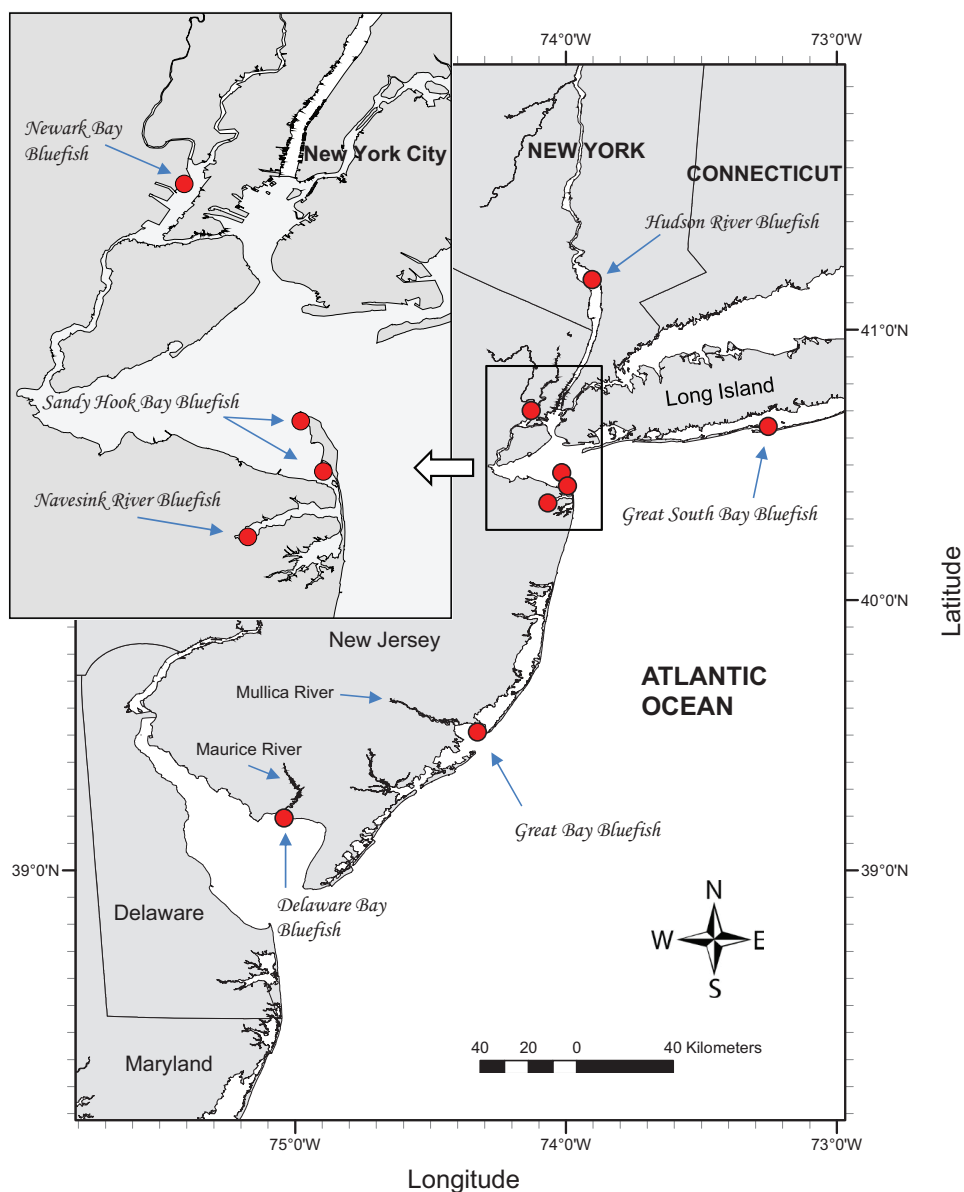 74°0'W
73°0'W
Newark Bay
Bluefish
New York City
NEW YORK
CONNECTICUT
Hudson River Bluefish
41°0'N
Long Island
Sandy Hook Bay Bluefish
Navesink River Bluefish
Great South Bay Bluefish
40°0'N
Latitude
New Jersey
Mullica River
ATLANTIC
OCEAN
Maurice River
Great Bay Bluefish
39°0'N
39°0'N
Delaware Bay
Bluefish
Delaware
N
W
E
S
Maryland
40
20
0
40 Kilometers
75°0'W
74°0'W
73°0'W
Longitude